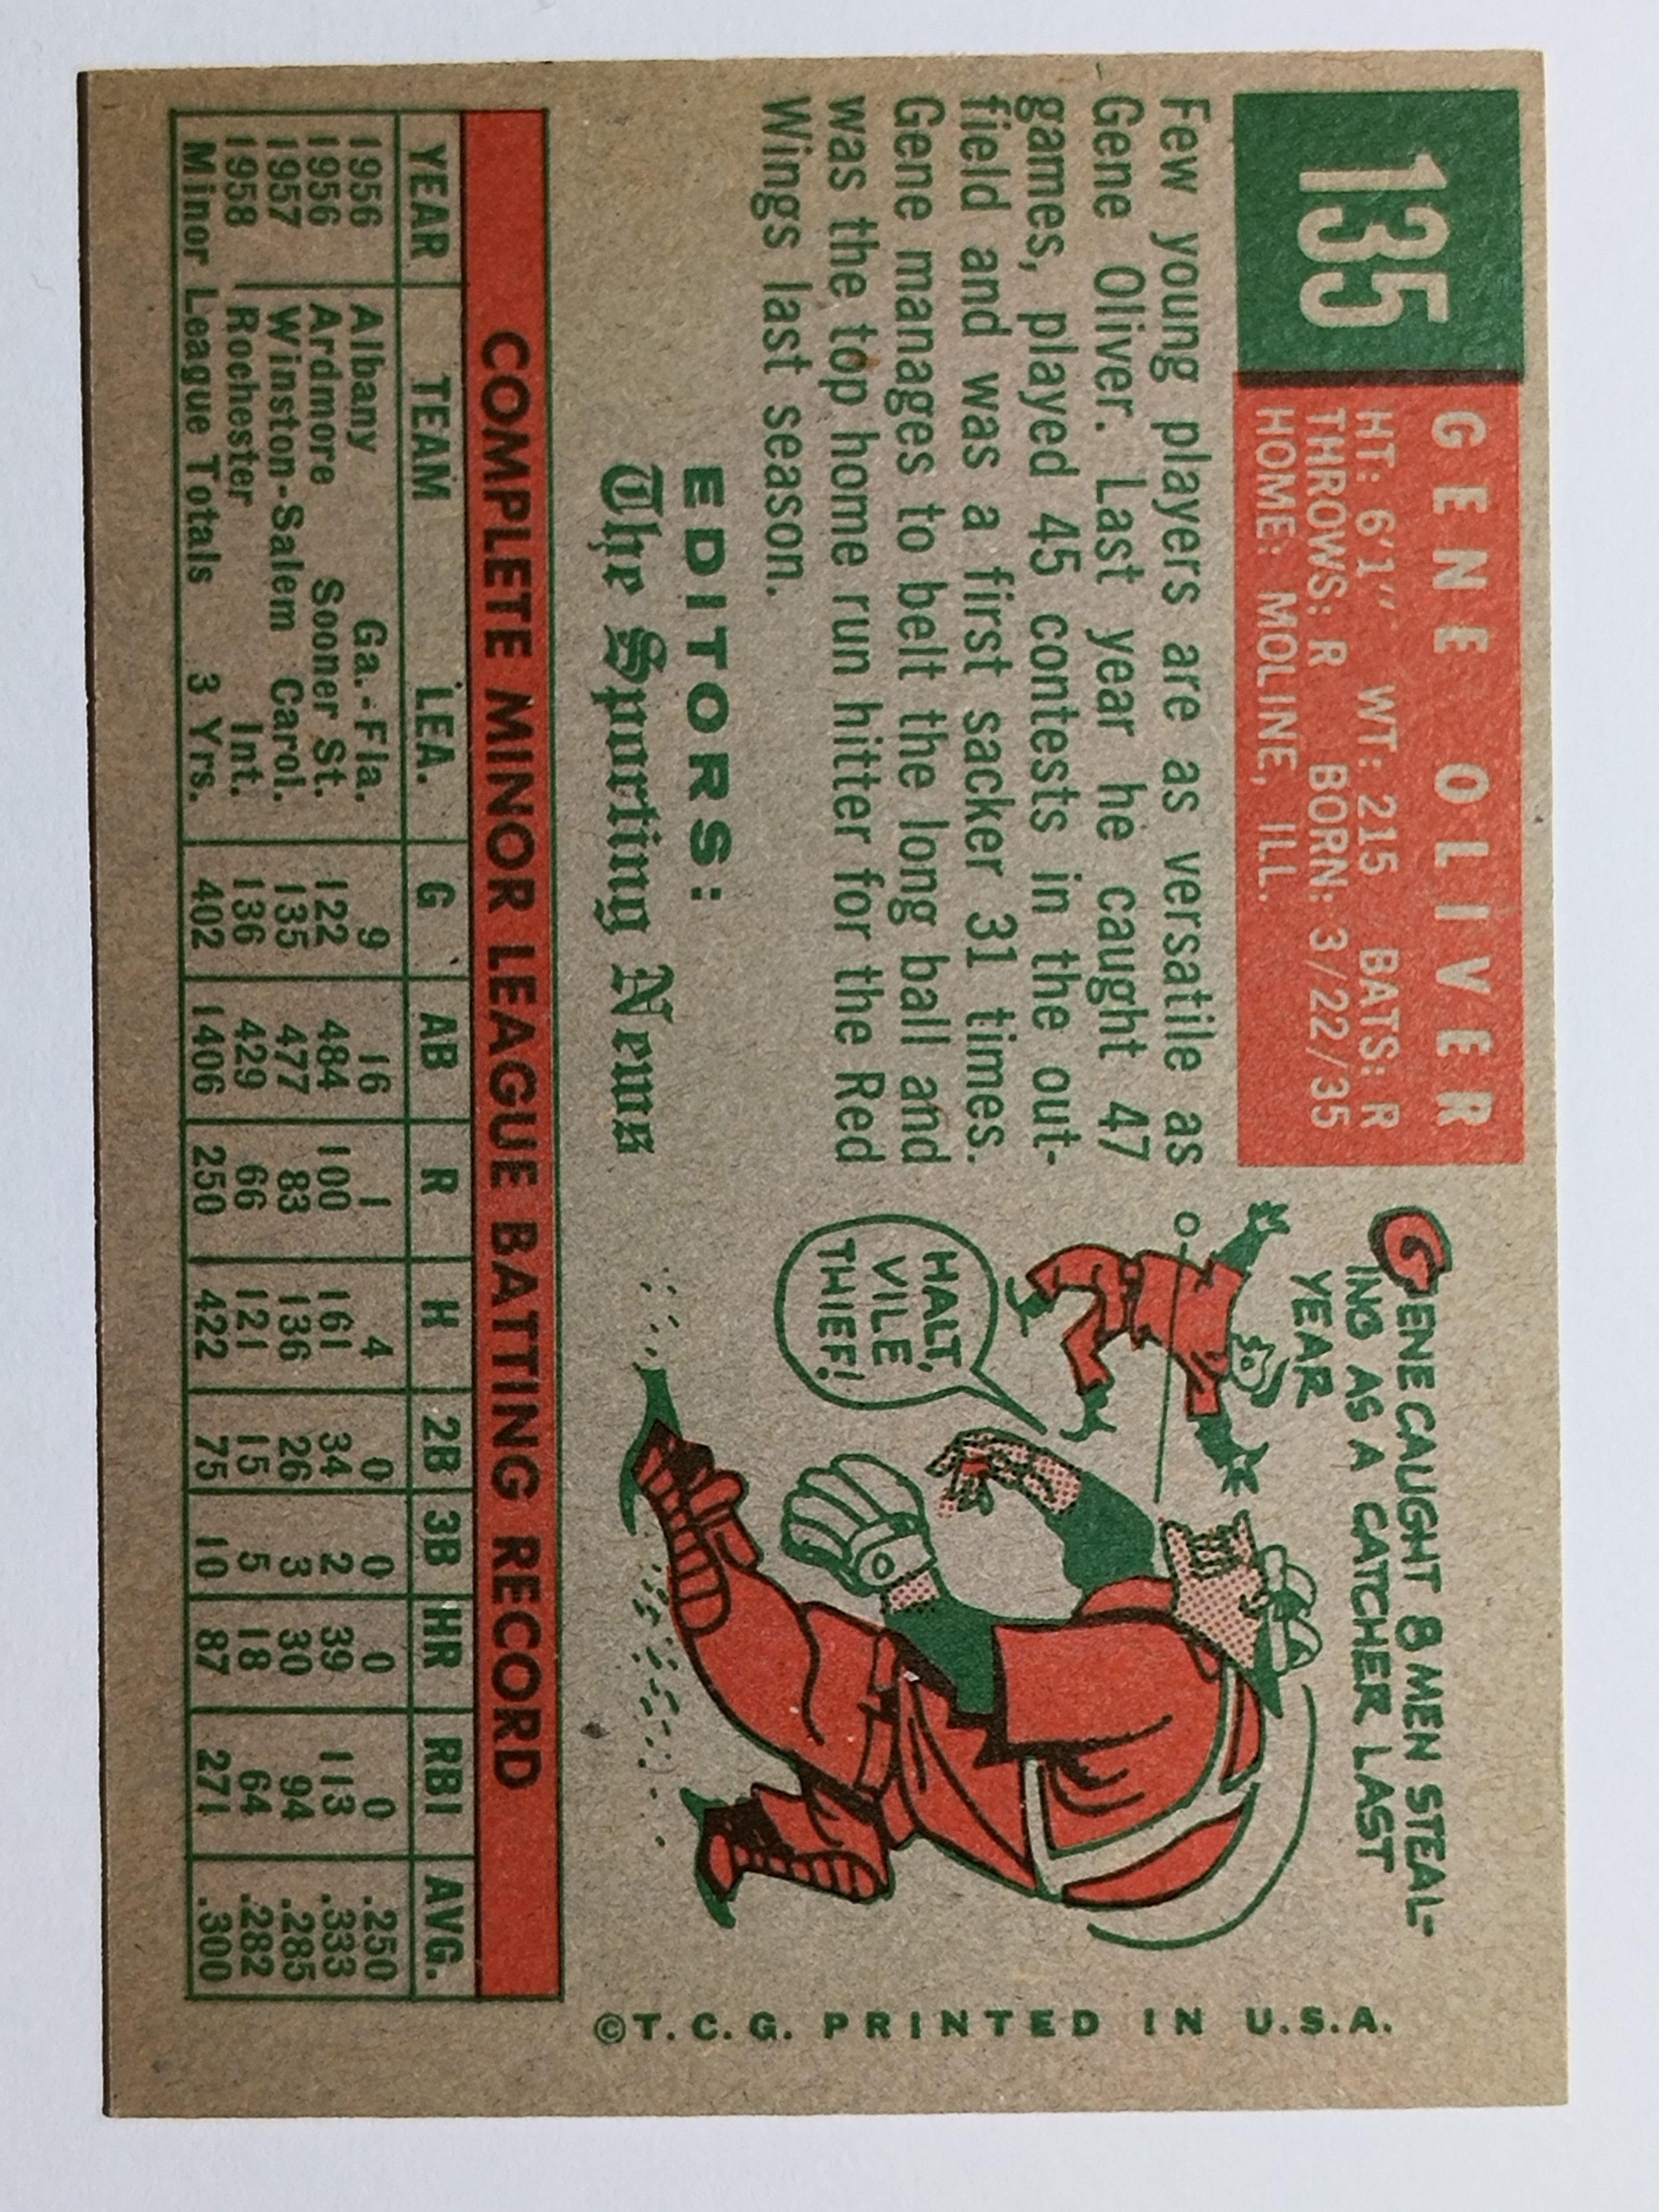 135
GENE OLIVER
HT: 6'1" WT: 215 BATS: R
THROWS: R BORN: 3/22/35
HOME: MOLINE, ILL.
Few young players are as versatile as
Gene Oliver. Last year he caught 47
games, played 45 contests in the out-
field and was a first sacker 31 times.
Gene manages to belt the long ball and
was the top home run hitter for the Red
Wings last season.
EDITORS:
The Sporting News
GENE CAUGHT 8 MEN STEAL-
ING AS A CATCHER LAST
YEAR
HALT,
VILE
THIEF!
©T.C.G. PRINTED IN U.S.A.
COMPLETE MINOR LEAGUE BATTING RECORD
YEAR TEAM LEA. G AB R H 2B 3B HR RBI AVG.
1956 Albany Ga.-Fla. 9 16 1 4 0 0 0 0 .250
1956 Ardmore Sooner St. 122 484 100 161 34 2 39 113 .333
1957 Winston-Salem Carol. 135 477 83 136 26 3 30 94 .285
1958 Rochester Int. 136 429 66 121 15 5 18 64 .282
Minor League Totals 3 Yrs. 402 1406 250 422 75 10 87 271 .300